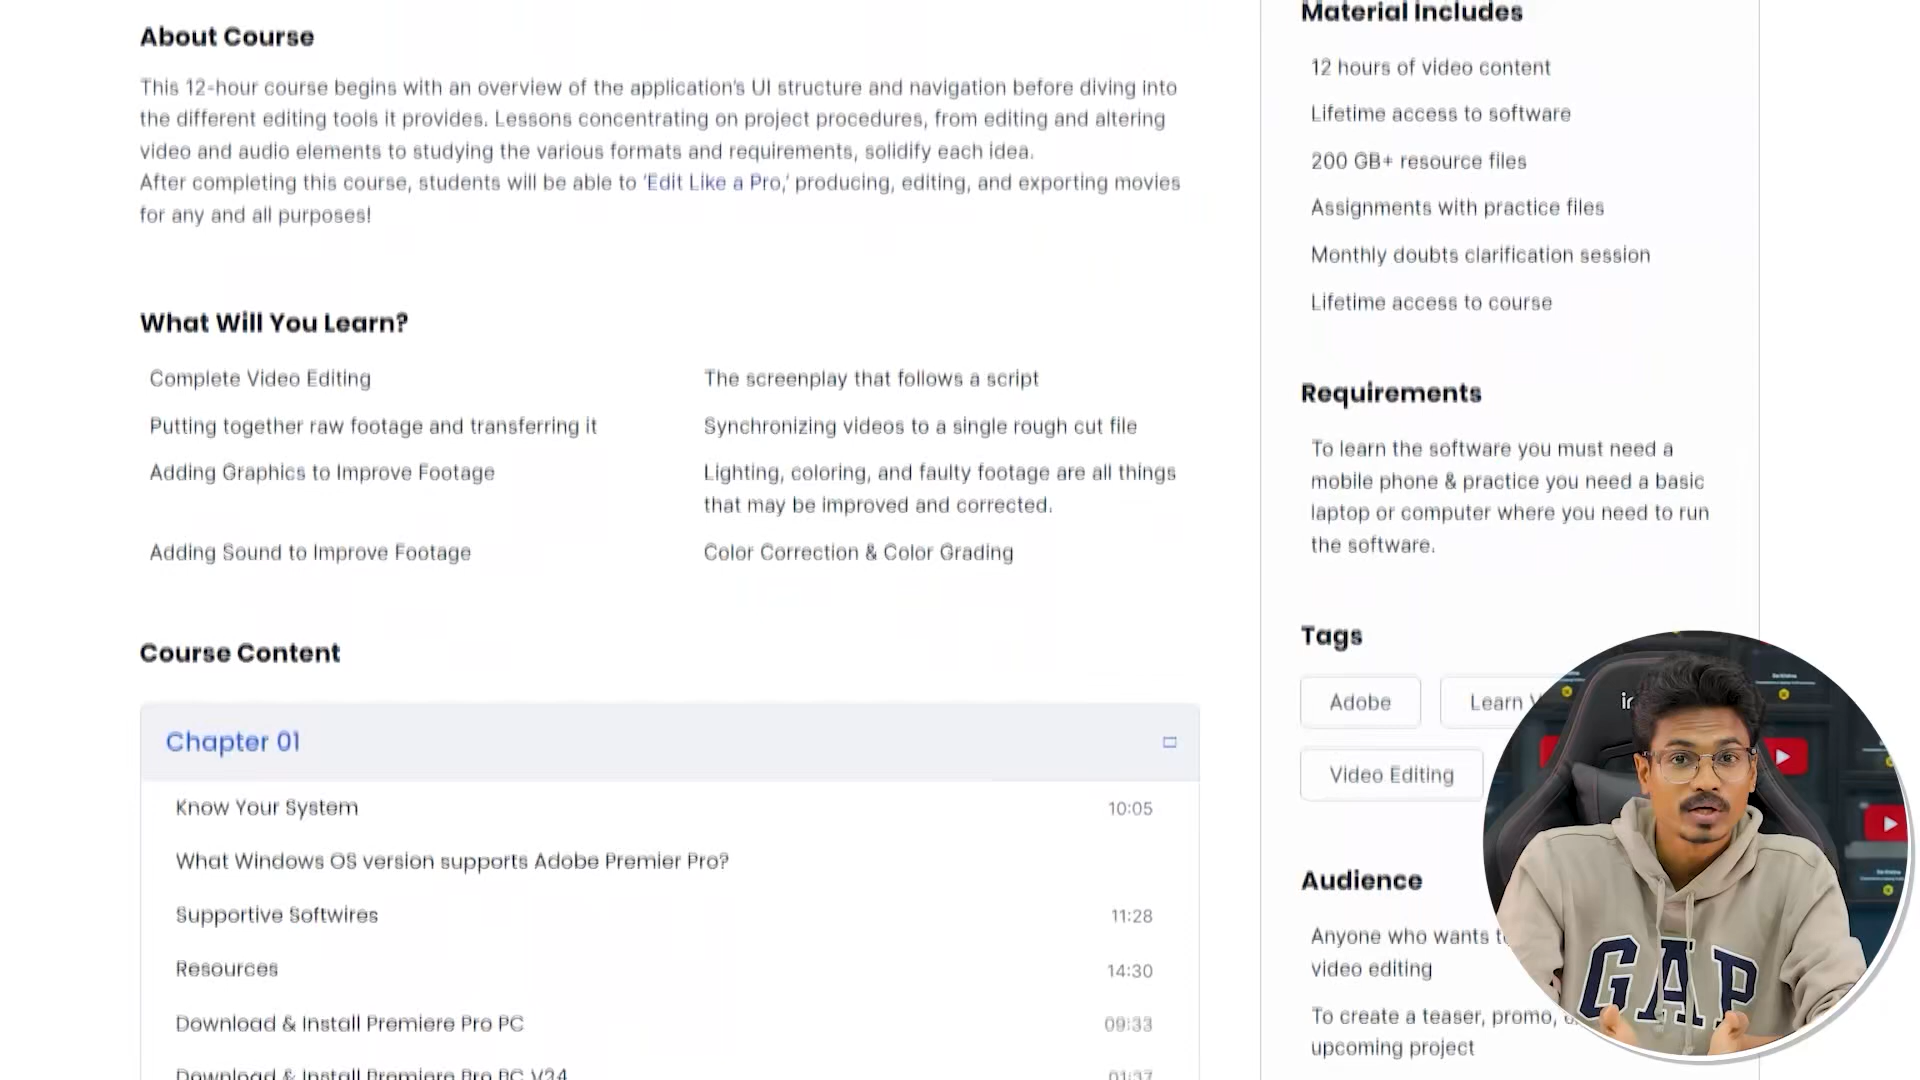 About Course
This 12-hour course begins with an overview of the application's UI structure and navigation before diving into
the different editing tools it provides. Lessons concentrating on project procedures, from editing and altering
video and audio elements to studying the various formats and requirements, solidify each idea.
After completing this course, students will be able to 'Edit Like a Pro,' producing, editing, and exporting movies
for any and all purposes!
What Will You Learn?
Complete Video Editing
The screenplay that follows a script
Putting together raw footage and transferring it
Synchronizing videos to a single rough cut file
Adding Graphics to Improve Footage
Lighting, coloring, and faulty footage are all things
that may be improved and corrected.
Adding Sound to Improve Footage
Color Correction & Color Grading
Course Content
Chapter 01
Know Your System 10:05
What Windows OS version supports Adobe Premier Pro?
Supportive Softwires 11:28
Resources 14:30
Download & Install Premiere Pro PC 09:33
Download & Install Premiere Pro PC V24 01:37
Material Includes
12 hours of video content
Lifetime access to software
200 GB+ resource files
Assignments with practice files
Monthly doubts clarification session
Lifetime access to course
Requirements
To learn the software you must need a
mobile phone & practice you need a basic
laptop or computer where you need to run
the software.
Tags
Adobe
Learn
Video Editing
Audience
Anyone who wants
video editing
To create a teaser, promo,
upcoming project
GAP